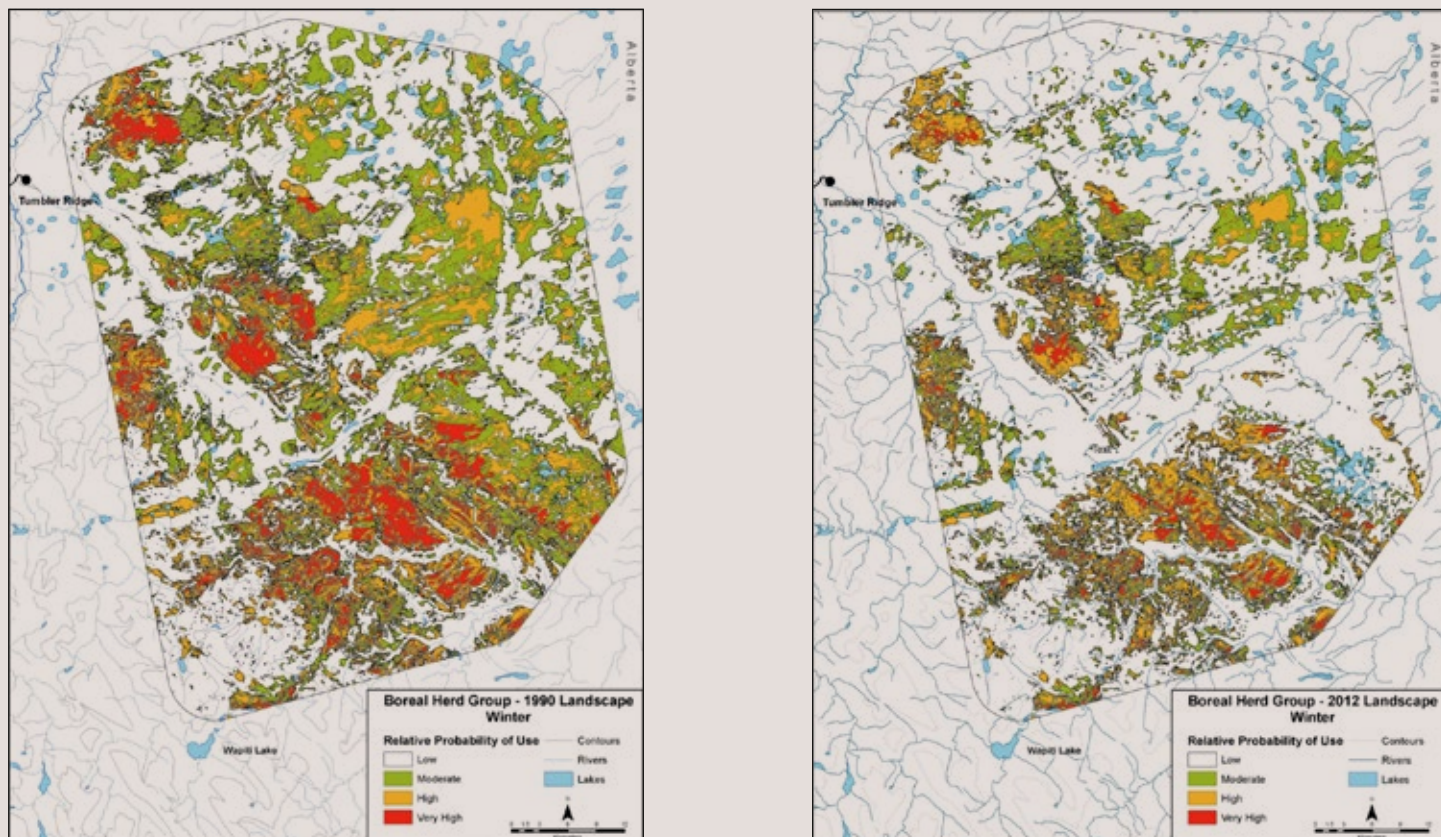 Alberta
Tumbler Ridge
Boreal Herd Group - 1990 Landscape
Winter
Relative Probability of Use
Low
Moderate
High
Very High
Contours
Rivers
Lakes
Wapiti Lake
Alberta
Tumbler Ridge
Boreal Herd Group - 2012 Landscape
Winter
Relative Probability of Use
Low
Moderate
High
Very High
Contours
Rivers
Lakes
Wapiti Lake